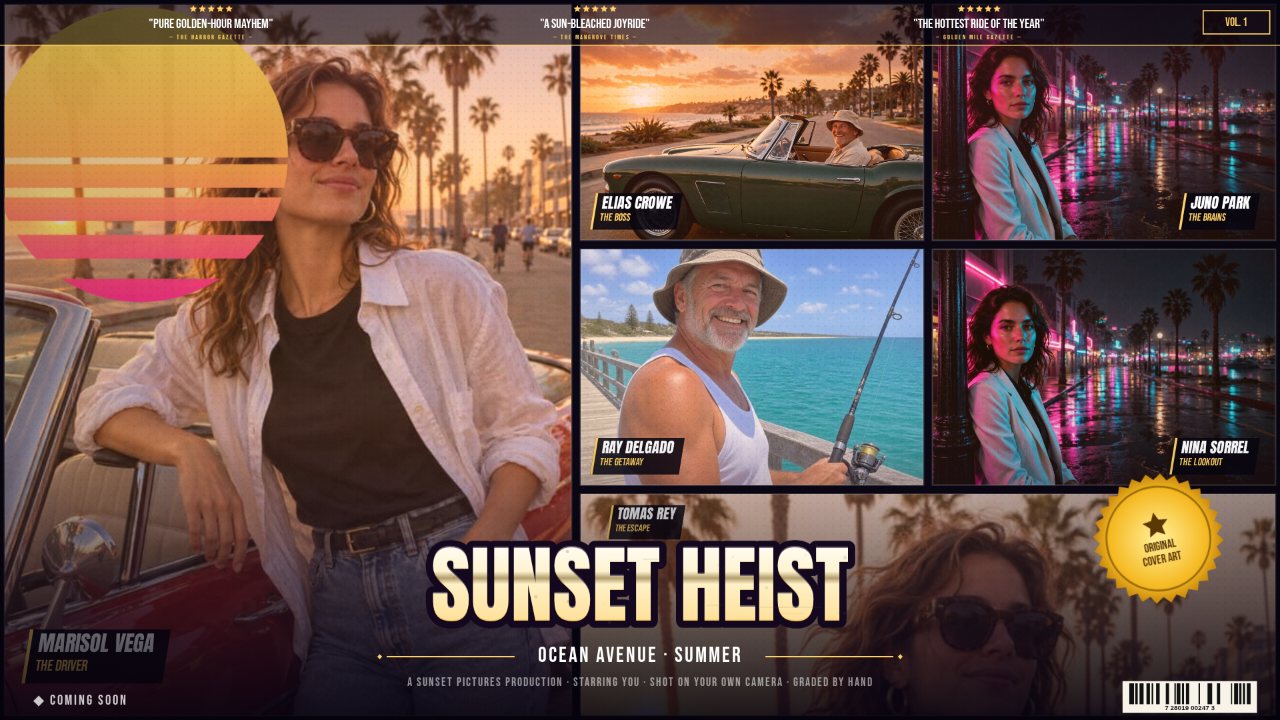 "PURE GOLDEN-HOUR MAYHEM"
– THE HARBOR GAZETTE –
"A SUN-BLEACHED JOYRIDE"
– THE MANGROVE TIMES –
"THE HOTTEST RIDE OF THE YEAR"
– GOLDEN MILE GAZETTE –
VOL. 1
ELIAS CROWE
THE BOSS
JUNO PARK
THE BRAINS
RAY DELGADO
THE GETAWAY
NINA SORREL
THE LOOKOUT
TOMAS REY
THE ESCAPE
ORIGINAL
COVER ART
SUNSET HEIST
MARISOL VEGA
THE DRIVER
OCEAN AVENUE · SUMMER
A SUNSET PICTURES PRODUCTION · STARRING YOU · SHOT ON YOUR OWN CAMERA · GRADED BY HAND
◆ COMING SOON
7 28019 00247 3